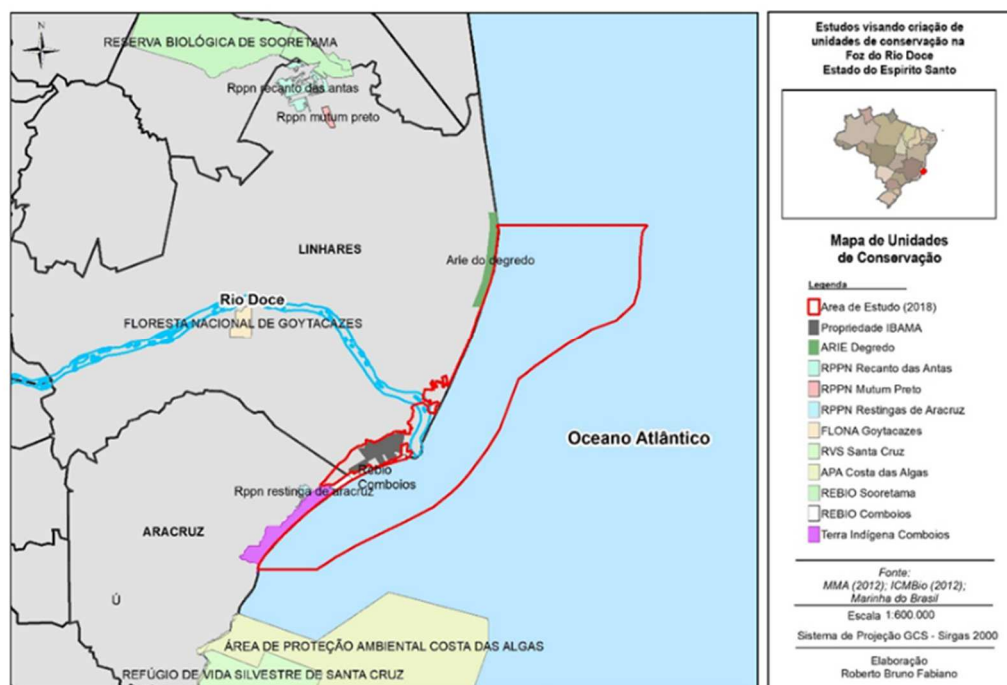 N
RESERVA BIOLÓGICA DE SOORETAMA
Rppn recanto das antas
Rppn mutum preto
LINHARES
Arie do degredo
Rio Doce
FLORESTA NACIONAL DE GOYTACAZES
Oceano Atlântico
Rebio
Comboios
Rppn restinga de aracruz
ARACRUZ
Ú
ÁREA DE PROTEÇÃO AMBIENTAL COSTA DAS ALGAS
REFÚGIO DE VIDA SILVESTRE DE SANTA CRUZ
Estudos visando criação de
unidades de conservação na
Foz do Rio Doce
Estado do Espirito Santo
Mapa de Unidades
de Conservação
Legenda
Area de Estudo (2018)
Propriedade IBAMA
ARIE Degredo
RPPN Recanto das Antas
RPPN Mutum Preto
RPPN Restingas de Aracruz
FLONA Goytacazes
RVS Santa Cruz
APA Costa das Algas
REBIO Sooretama
REBIO Comboios
Terra Indígena Comboios
Fonte:
MMA (2012); ICMBio (2012);
Marinha do Brasil
Escala 1:600.000
Sistema de Projeção GCS - Sirgas 2000
Elaboração
Roberto Bruno Fabiano